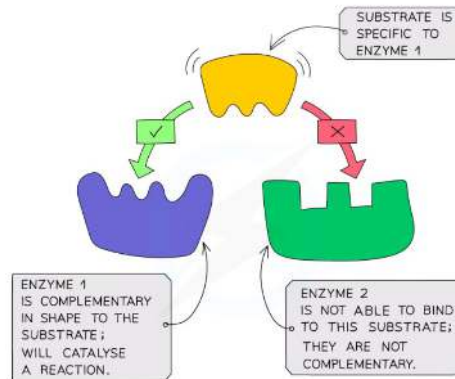 SUBSTRATE IS
SPECIFIC TO
ENZYME 1
ENZYME 1
IS COMPLEMENTARY
IN SHAPE TO THE
SUBSTRATE;
WILL CATALYSE
A REACTION.
ENZYME 2
IS NOT ABLE TO BIND
TO THIS SUBSTRATE;
THEY ARE NOT
COMPLEMENTARY.